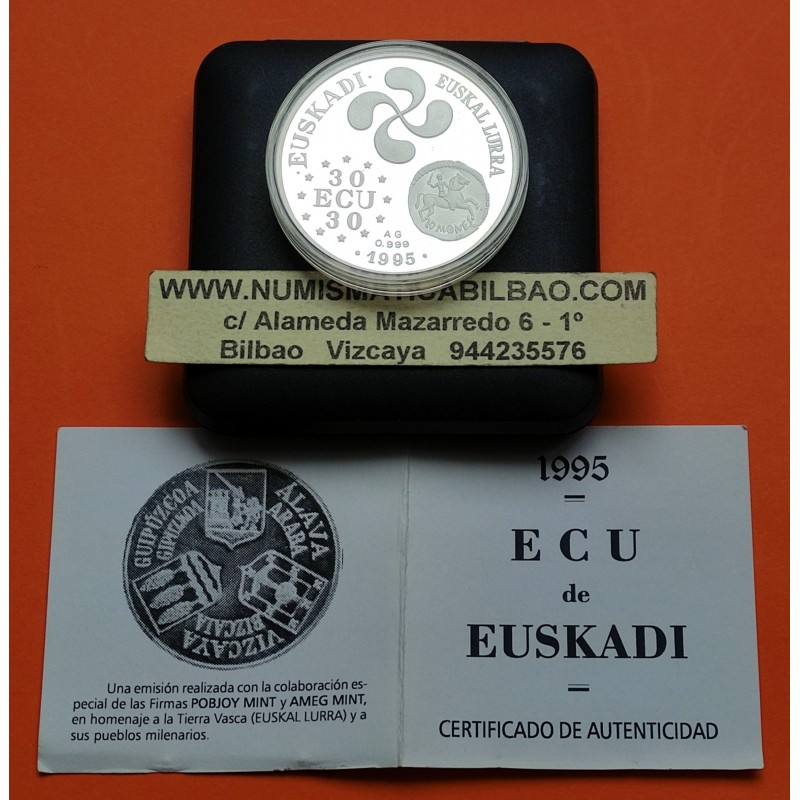 · EUSKADI · EUSKAL LURRA
30
ECU
30
AG
0.999
· 1995 ·
WWW.NUMISMATICABILBAO.COM
c/ Alameda Mazarredo 6 - 1º
Bilbao Vizcaya 944235576
GUIPUZCOA
GIPUZKOA
ALAVA
ARABA
BIZCAIA
VIZCAYA
Una emisión realizada con la colaboración es-
pecial de las Firmas POBJOY MINT y AMEG MINT,
en homenaje a la Tierra Vasca (EUSKAL LURRA) y a
sus pueblos milenarios.
1995
ECU
de
EUSKADI
CERTIFICADO DE AUTENTICIDAD